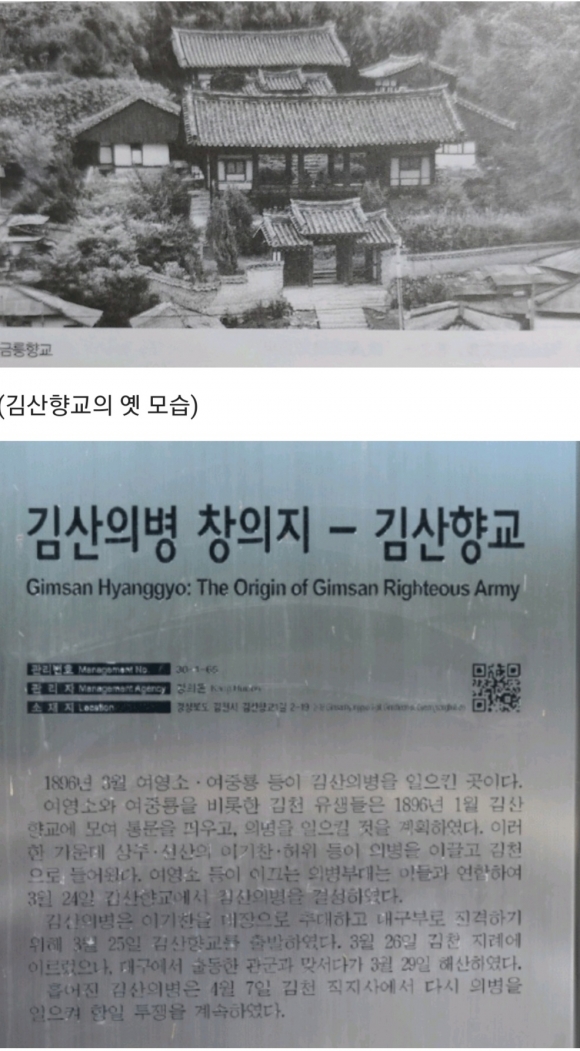 금릉향교
(김산향교의 옛 모습)
김산의병 창의지 – 김산향교
Gimsan Hyanggyo: The Origin of Gimsan Righteous Army
관리번호 Management No.
관 리 자 Management Agency
소 재 지 Location 경상북도 김천시
1896년 3월 여영소·여중룡 등이 김산의병을 일으킨 곳이다.
여영소와 여중룡을 비롯한 김천 유생들은 1896년 1월 김산
향교에 모여 통문을 띄우고, 의병을 일으킬 것을 계획하였다. 이러
한 가운데 상주·선산의 이기찬·허위 등이 의병을 이끌고 김천
으로 들어왔다. 여영소 등이 이끄는 의병부대는 이들과 연합하여
3월 24일 김산향교에서 김산의병을 결성하였다.
김산의병은 이기찬을 대장으로 추대하고 대구부로 진격하기
위해 3월 25일 김산향교를 출발하였다. 3월 26일 김천 지례에
이르렀으나, 대구에서 출동한 관군과 맞서다가 3월 29일 해산하였다.
흩어진 김산의병은 4월 7일 김천 직지사에서 다시 의병을
일으켜 항일 투쟁을 계속하였다.